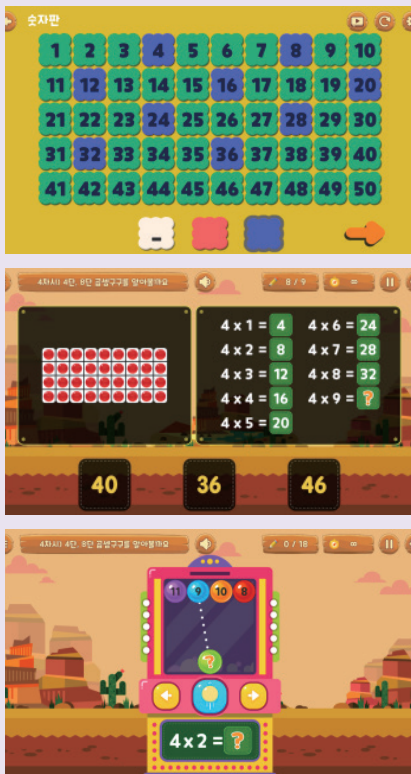 숫자판
1 2 3 4 5 6 7 8 9 10
11 12 13 14 15 16 17 18 19 20
21 22 23 24 25 26 27 28 29 30
31 32 33 34 35 36 37 38 39 40
41 42 43 44 45 46 47 48 49 50
-
4차시 4단, 8단 곱셈구구를 알아볼까요
8 / 9
∞
4 x 1 = 4 4 x 6 = 24
4 x 2 = 8 4 x 7 = 28
4 x 3 = 12 4 x 8 = 32
4 x 4 = 16 4 x 9 = ?
4 x 5 = 20
40 36 46
4차시 4단, 8단 곱셈구구를 알아볼까요
0 / 18
∞
11 9 10 8
?
4 x 2 = ?